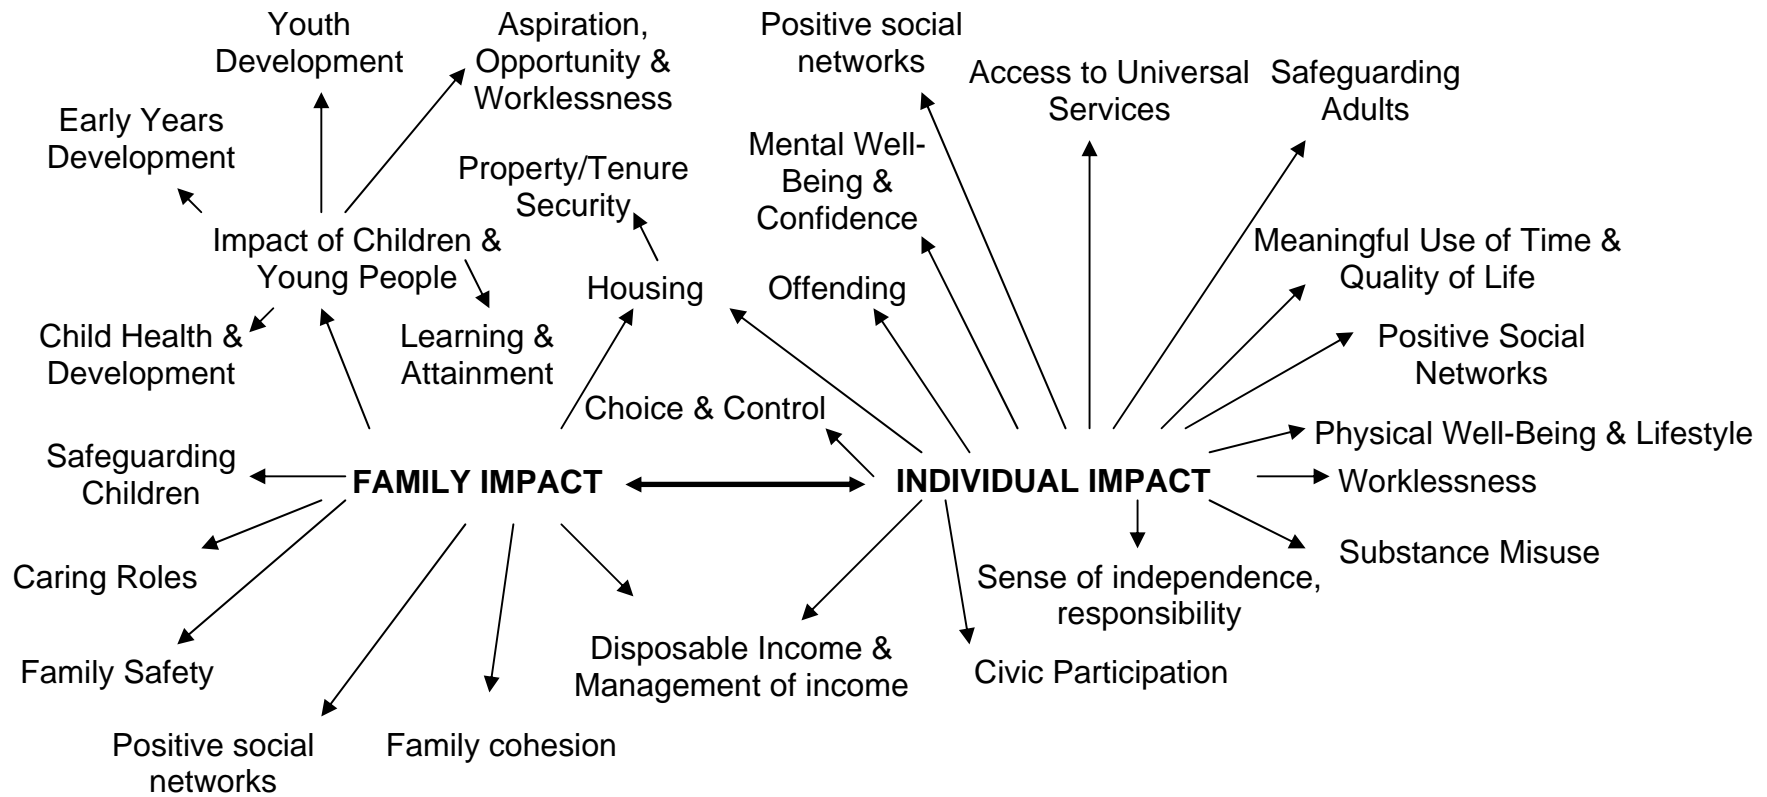 Youth
Development
Aspiration,
Opportunity &
Worklessness
Positive social
networks
Access to Universal
Services
Safeguarding
Adults
Early Years
Development
Property/Tenure
Security
Mental Well-
Being &
Confidence
Impact of Children &
Young People
Housing
Offending
Meaningful Use of Time &
Quality of Life
Child Health &
Development
Learning &
Attainment
Positive Social
Networks
Choice & Control
Physical Well-Being & Lifestyle
Safeguarding
Children
FAMILY IMPACT
INDIVIDUAL IMPACT
Worklessness
Caring Roles
Substance Misuse
Sense of independence,
responsibility
Family Safety
Disposable Income &
Management of income
Civic Participation
Positive social
networks
Family cohesion